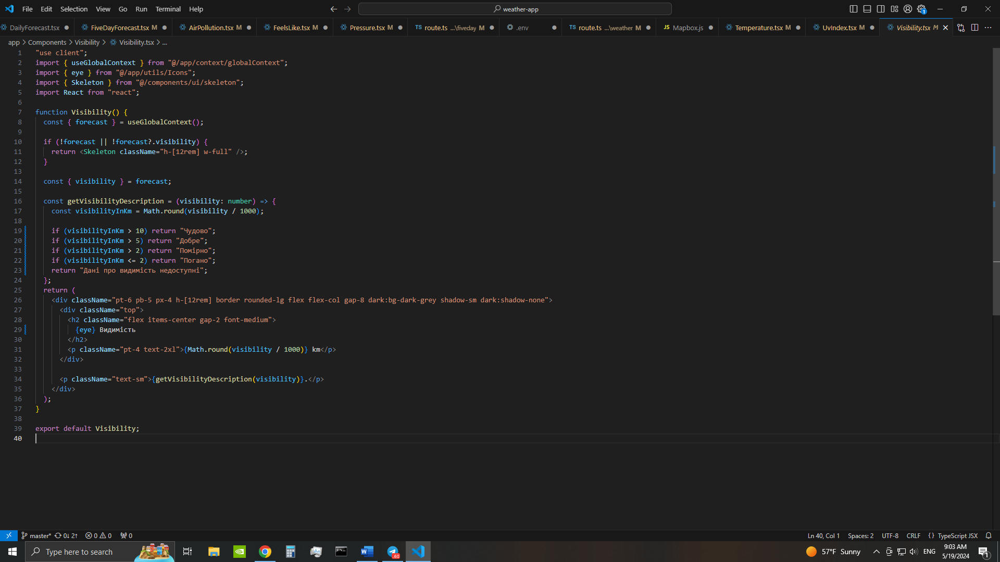 File Edit Selection View Go Run Terminal Help
weather-app
DailyForecast.tsx FiveDayForecast.tsx M AirPollution.tsx M FeelsLike.tsx M Pressure.tsx M TS route.ts ...\fiveday M .env TS route.ts ...\weather M JS Mapbox.js Temperature.tsx M UvIndex.tsx M Visibility.tsx M
app > Components > Visibility > Visibility.tsx > ...
1 "use client";
2 import { useGlobalContext } from "@/app/context/globalContext";
3 import { eye } from "@/app/utils/Icons";
4 import { Skeleton } from "@/components/ui/skeleton";
5 import React from "react";
6
7 function Visibility() {
8 const { forecast } = useGlobalContext();
9
10 if (!forecast || !forecast?.visibility) {
11 return <Skeleton className="h-[12rem] w-full" />;
12 }
13
14 const { visibility } = forecast;
15
16 const getVisibilityDescription = (visibility: number) => {
17 const visibilityInKm = Math.round(visibility / 1000);
18
19 if (visibilityInKm > 10) return "Чудово";
20 if (visibilityInKm > 5) return "Добре";
21 if (visibilityInKm > 2) return "Помірно";
22 if (visibilityInKm <= 2) return "Погано";
23 return "Дані про видимість недоступні";
24 };
25 return (
26 <div className="pt-6 pb-5 px-4 h-[12rem] border rounded-lg flex flex-col gap-8 dark:bg-dark-grey shadow-sm dark:shadow-none">
27 <div className="top">
28 <h2 className="flex items-center gap-2 font-medium">
29 {eye} Видимість
30 </h2>
31 <p className="pt-4 text-2xl">{Math.round(visibility / 1000)} km</p>
32 </div>
33
34 <p className="text-sm">{getVisibilityDescription(visibility)}.</p>
35 </div>
36 );
37 }
38
39 export default Visibility;
40
master* 0↓ 2↑ 0 0 0 Ln 40, Col 1 Spaces: 2 UTF-8 CRLF {} TypeScript JSX
Type here to search .60 57°F Sunny ENG 9:03 AM 1
5/19/2024